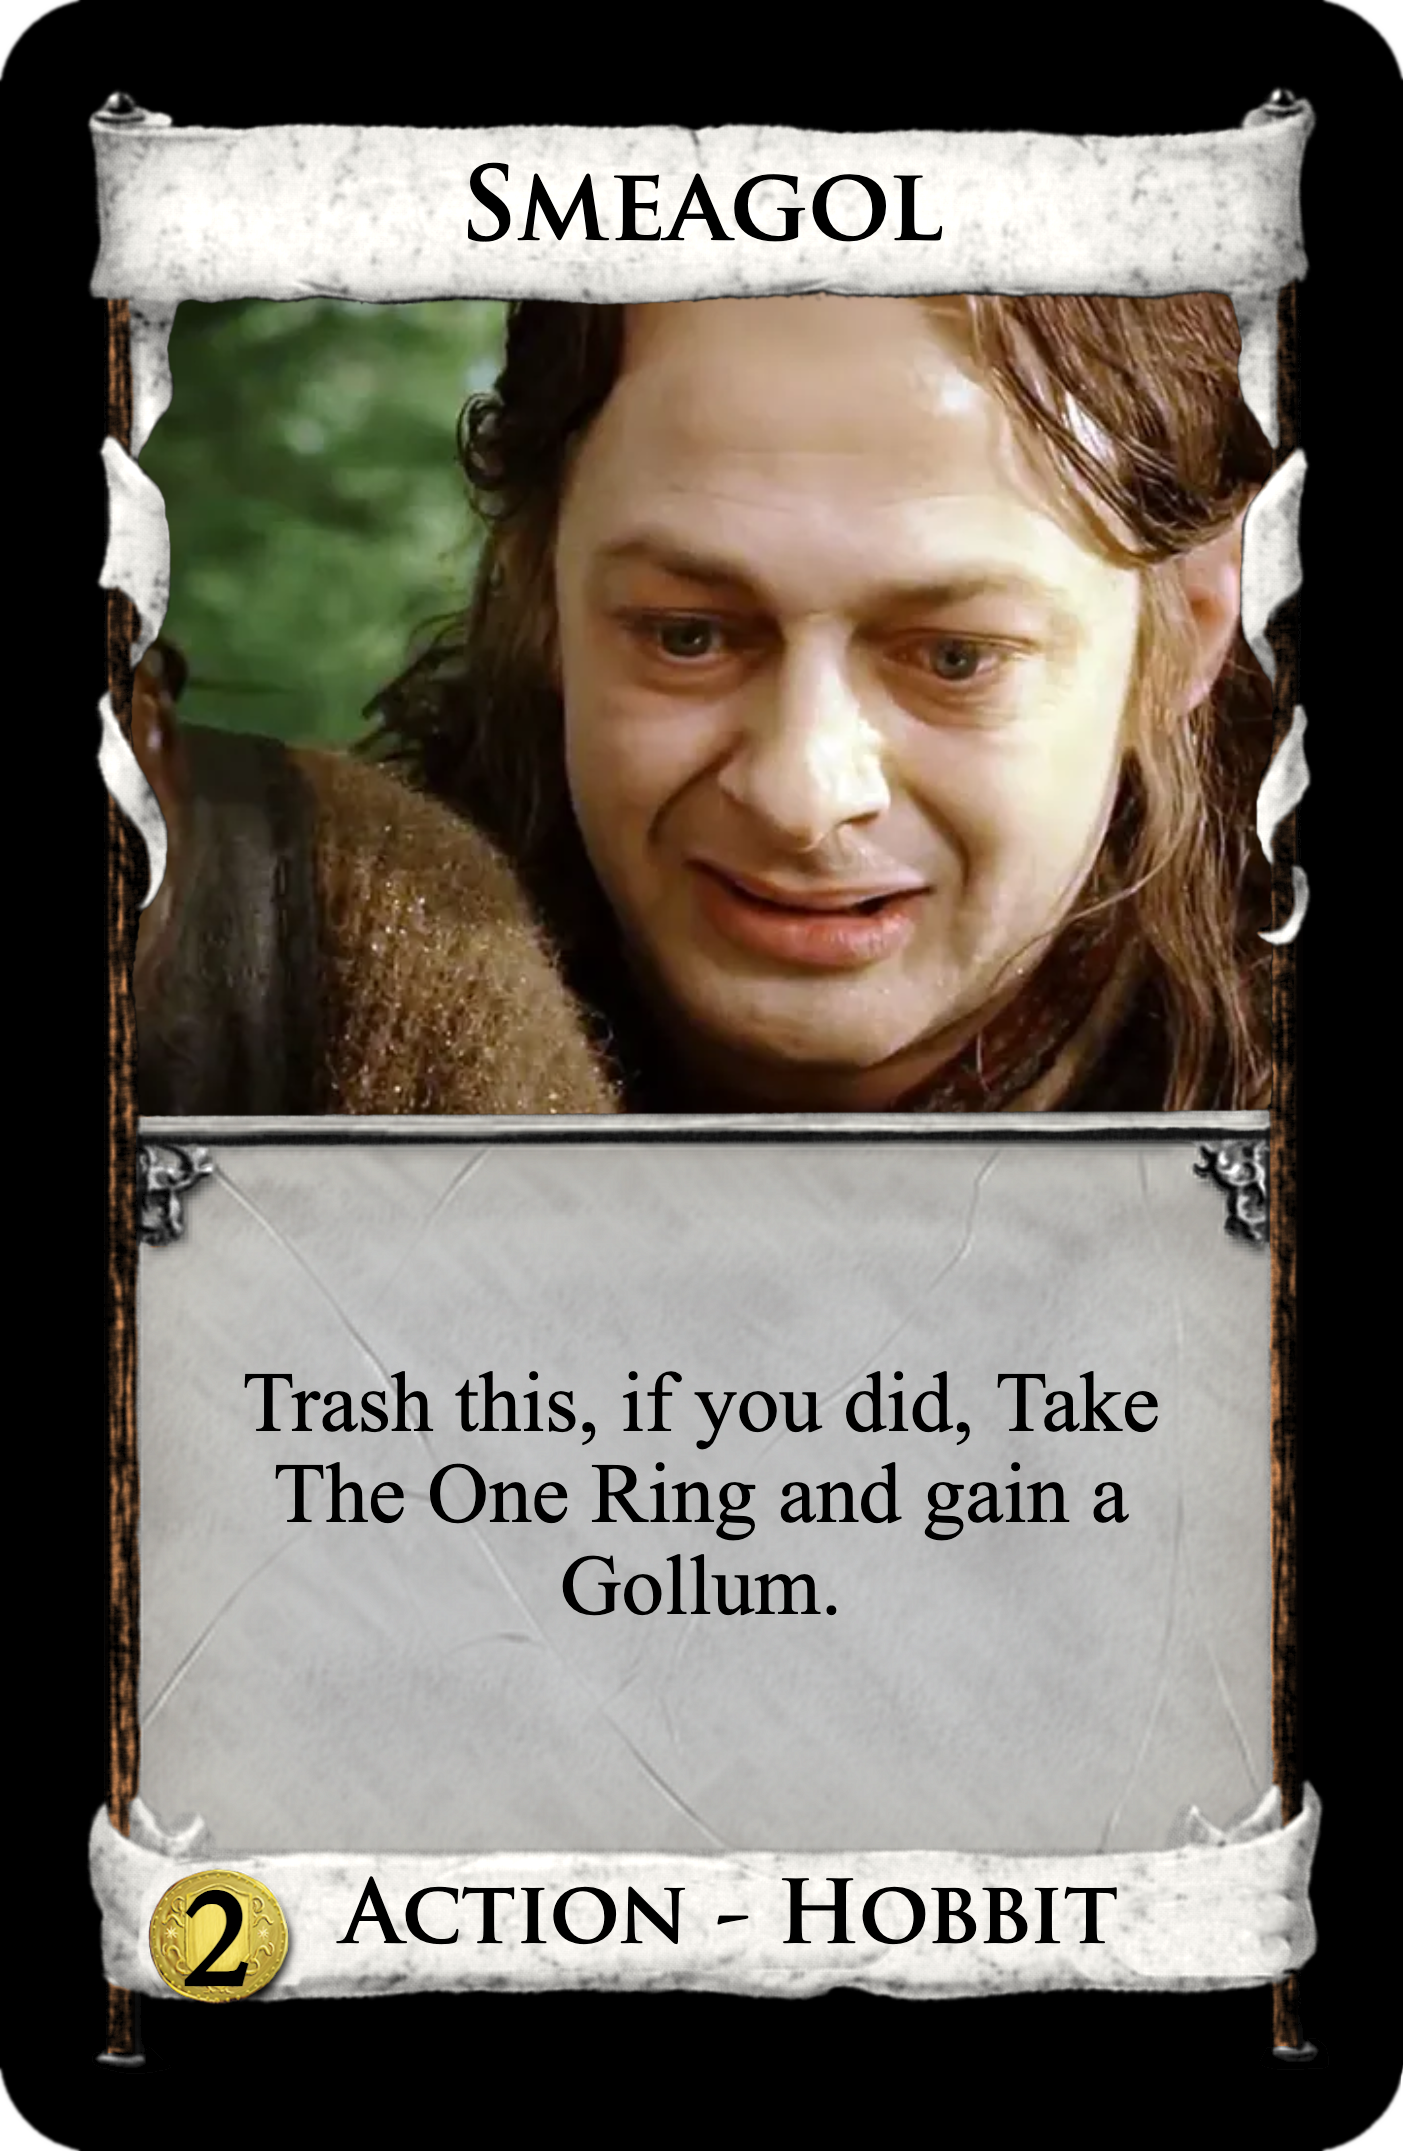 Smeagol
Trash this, if you did, Take
The One Ring and gain a
Gollum.
2
Action - Hobbit